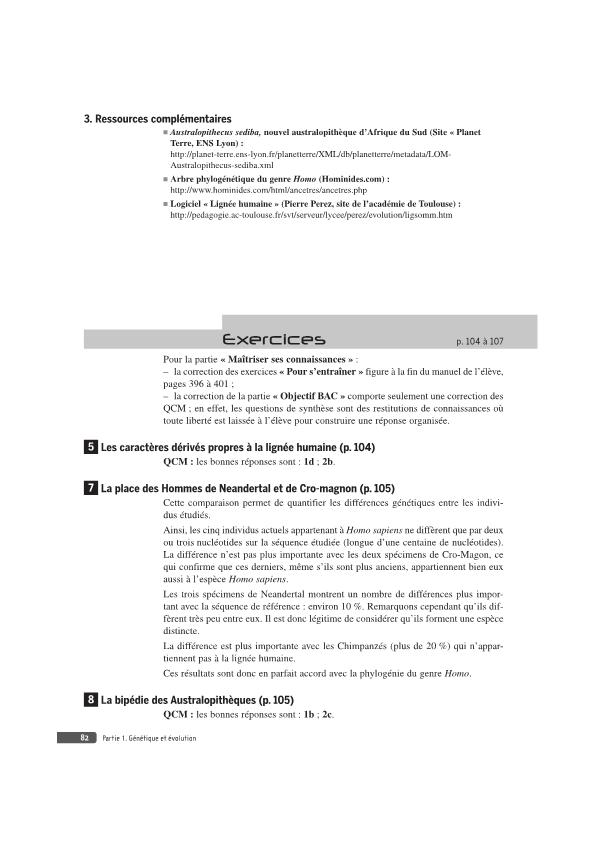 3. Ressources complémentaires
■ Australopithecus sediba, nouvel australopithèque d'Afrique du Sud (Site « Planet
Terre, ENS Lyon) :
http://planet-terre.ens-lyon.fr/planetterre/XML/db/planetterre/metadata/LOM-
Australopithecus-sediba.xml
■ Arbre phylogénétique du genre Homo (Hominides.com) :
http://www.hominides.com/html/ancetres/ancetres.php
■ Logiciel « Lignée humaine » (Pierre Perez, site de l'académie de Toulouse) :
http://pedagogie.ac-toulouse.fr/svt/serveur/lycee/perez/evolution/ligsomm.htm
Exercices p. 104 à 107
Pour la partie « Maîtriser ses connaissances » :
– la correction des exercices « Pour s'entraîner » figure à la fin du manuel de l'élève,
pages 396 à 401 ;
– la correction de la partie « Objectif BAC » comporte seulement une correction des
QCM ; en effet, les questions de synthèse sont des restitutions de connaissances où
toute liberté est laissée à l'élève pour construire une réponse organisée.
5 Les caractères dérivés propres à la lignée humaine (p. 104)
QCM : les bonnes réponses sont : 1d ; 2b.
7 La place des Hommes de Neandertal et de Cro-magnon (p. 105)
Cette comparaison permet de quantifier les différences génétiques entre les indivi-
dus étudiés.
Ainsi, les cinq individus actuels appartenant à Homo sapiens ne diffèrent que par deux
ou trois nucléotides sur la séquence étudiée (longue d'une centaine de nucléotides).
La différence n'est pas plus importante avec les deux spécimens de Cro-Magon, ce
qui confirme que ces derniers, même s'ils sont plus anciens, appartiennent bien eux
aussi à l'espèce Homo sapiens.
Les trois spécimens de Neandertal montrent un nombre de différences plus impor-
tant avec la séquence de référence : environ 10 %. Remarquons cependant qu'ils dif-
fèrent très peu entre eux. Il est donc légitime de considérer qu'ils forment une espèce
distincte.
La différence est plus importante avec les Chimpanzés (plus de 20 %) qui n'appar-
tiennent pas à la lignée humaine.
Ces résultats sont donc en parfait accord avec la phylogénie du genre Homo.
8 La bipédie des Australopithèques (p. 105)
QCM : les bonnes réponses sont : 1b ; 2c.
82 Partie 1. Génétique et évolution